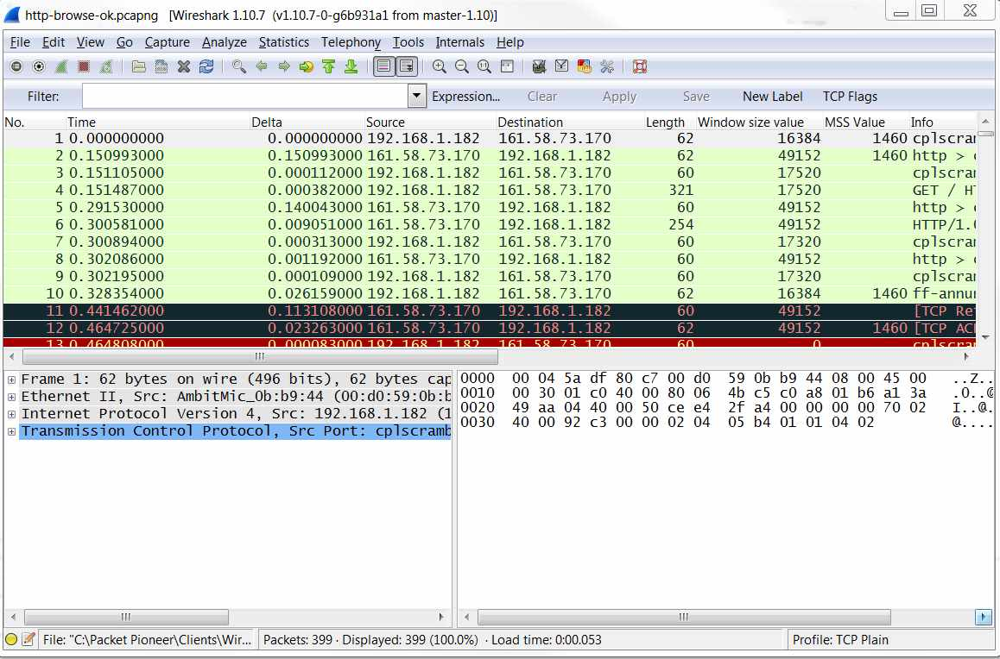 http-browse-ok.pcapng [Wireshark 1.10.7 (v1.10.7-0-g6b931a1 from master-1.10)]
File Edit View Go Capture Analyze Statistics Telephony Tools Internals Help
Filter: Expression... Clear Apply Save New Label TCP Flags
No. Time Delta Source Destination Length Window size value MSS Value Info
1 0.000000000 0.000000000 192.168.1.182 161.58.73.170 62 16384 1460 cplscran
2 0.150993000 0.150993000 161.58.73.170 192.168.1.182 62 49152 1460 http > c
3 0.151105000 0.000112000 192.168.1.182 161.58.73.170 60 17520 cplscran
4 0.151487000 0.000382000 192.168.1.182 161.58.73.170 321 17520 GET / HT
5 0.291530000 0.140043000 161.58.73.170 192.168.1.182 60 49152 http > c
6 0.300581000 0.009051000 161.58.73.170 192.168.1.182 254 49152 HTTP/1.0
7 0.300894000 0.000313000 192.168.1.182 161.58.73.170 60 17320 cplscran
8 0.302086000 0.001192000 161.58.73.170 192.168.1.182 60 49152 http > c
9 0.302195000 0.000109000 192.168.1.182 161.58.73.170 60 17320 cplscran
10 0.328354000 0.026159000 192.168.1.182 161.58.73.170 62 16384 1460 ff-annun
11 0.441462000 0.113108000 161.58.73.170 192.168.1.182 60 49152 [TCP Re
12 0.464725000 0.023263000 161.58.73.170 192.168.1.182 62 49152 1460 [TCP ACK
13 0.464808000 0.000083000 192.168.1.182 161.58.73.170 60 0 cplscran
Frame 1: 62 bytes on wire (496 bits), 62 bytes cap
Ethernet II, Src: AmbitMic_0b:b9:44 (00:d0:59:0b:b
Internet Protocol Version 4, Src: 192.168.1.182 (1
Transmission Control Protocol, Src Port: cplscramb
0000 00 04 5a df 80 c7 00 d0 59 0b b9 44 08 00 45 00 ..Z...
0010 00 30 01 c0 40 00 80 06 4b c5 c0 a8 01 b6 a1 3a .0..@.
0020 49 aa 04 40 00 50 ce e4 2f a4 00 00 00 00 70 02 I..@.
0030 40 00 92 c3 00 00 02 04 05 b4 01 01 04 02 @.....
File: "C:\Packet Pioneer\Clients\Wir... Packets: 399 · Displayed: 399 (100.0%) · Load time: 0:00.053 Profile: TCP Plain